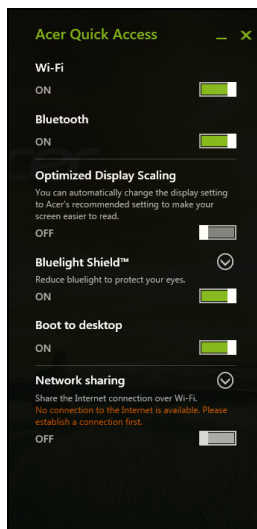 Acer Quick Access
Wi-Fi
ON
Bluetooth
ON
Optimized Display Scaling
You can automatically change the display setting
to Acer's recommended setting to make your
screen easier to read.
OFF
Bluelight Shield™
Reduce bluelight to protect your eyes.
ON
Boot to desktop
ON
Network sharing
Share the Internet connection over Wi-Fi.
No connection to the Internet is available. Please
establish a connection first.
OFF